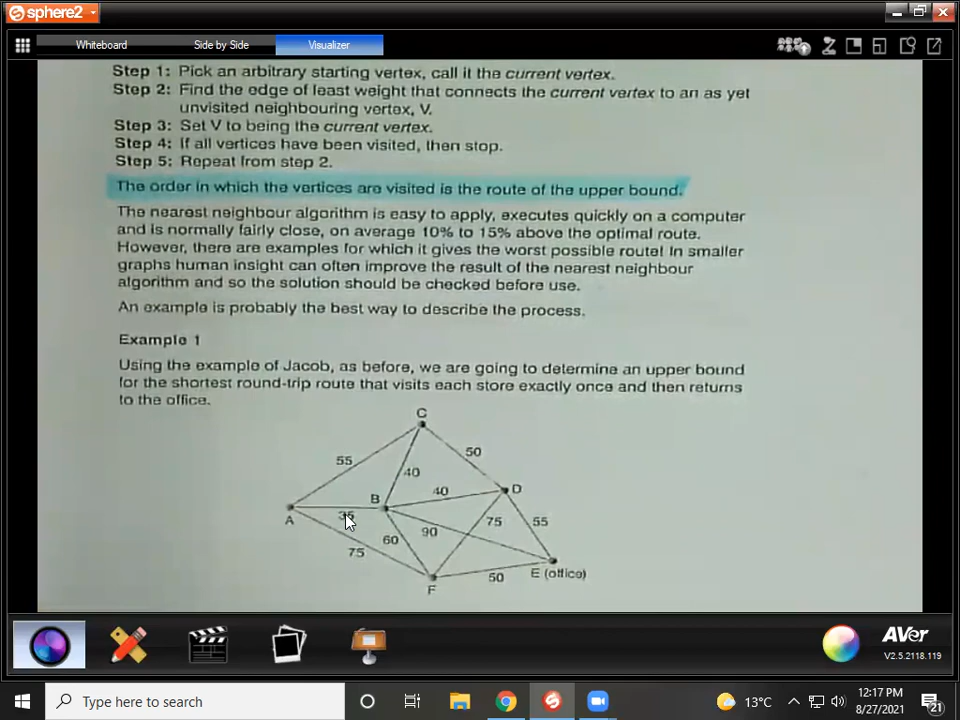 sphere2
Whiteboard
Side by Side
Visualizer
Step 1: Pick an arbitrary starting vertex, call it the current vertex.
Step 2: Find the edge of least weight that connects the current vertex to an as yet
unvisited neighbouring vertex, V.
Step 3: Set V to being the current vertex.
Step 4: If all vertices have been visited, then stop.
Step 5: Repeat from step 2.
The order in which the vertices are visited is the route of the upper bound.
The nearest neighbour algorithm is easy to apply, executes quickly on a computer
and is normally fairly close, on average 10% to 15% above the optimal route.
However, there are examples for which it gives the worst possible route! In smaller
graphs human insight can often improve the result of the nearest neighbour
algorithm and so the solution should be checked before use.
An example is probably the best way to describe the process.
Example 1
Using the example of Jacob, as before, we are going to determine an upper bound
for the shortest round-trip route that visits each store exactly once and then returns
to the office.
C
55
50
40
B
40
D
A
35
60
90
75
55
75
50
E (office)
F
AVer
V2.5.2118.119
Type here to search
13°C
12:17 PM
8/27/2021
21